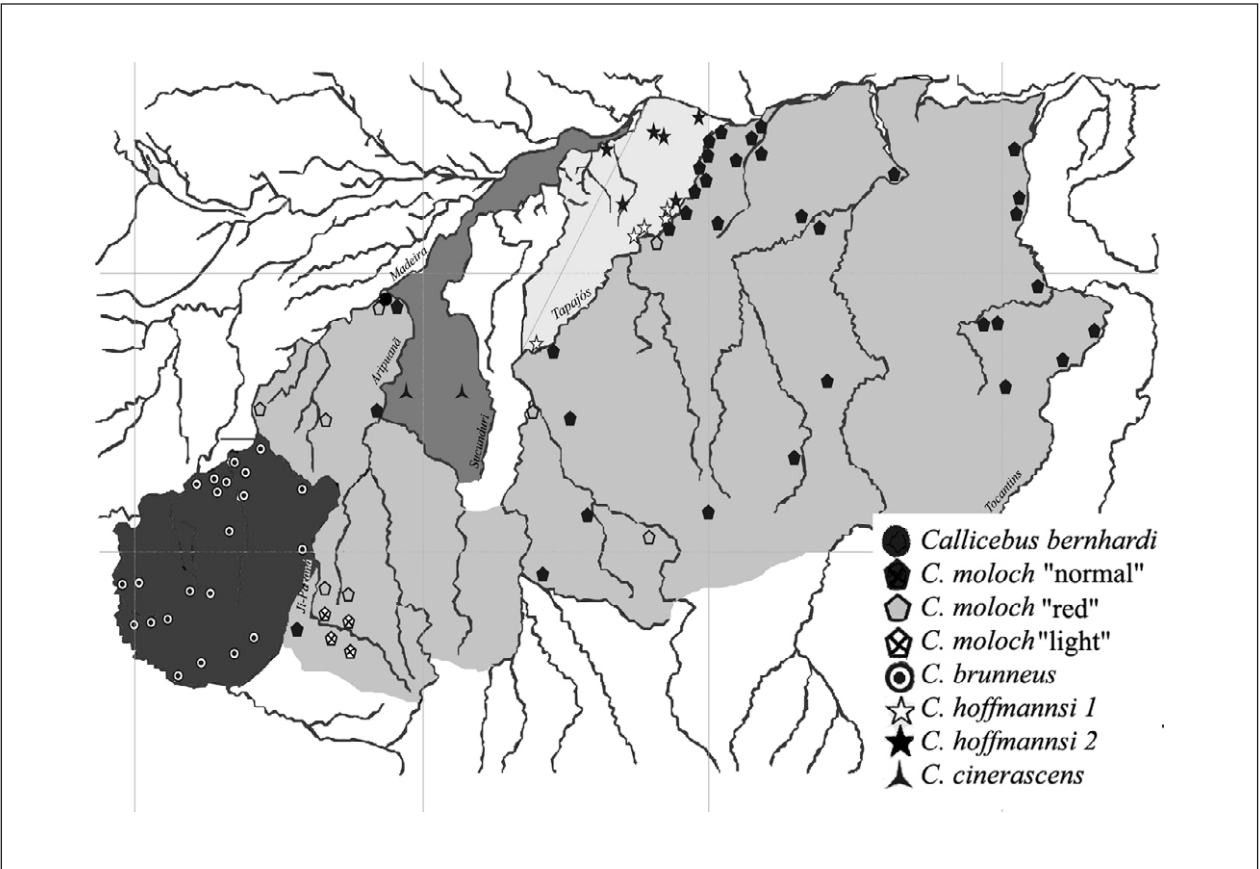 Madeira
Tapajós
Aripuanã
Sucunduri
Tocantins
Ji-Paraná
Callicebus bernhardi
C. moloch "normal"
C. moloch "red"
C. moloch "light"
C. brunneus
C. hoffmannsi 1
C. hoffmannsi 2
C. cinerascens